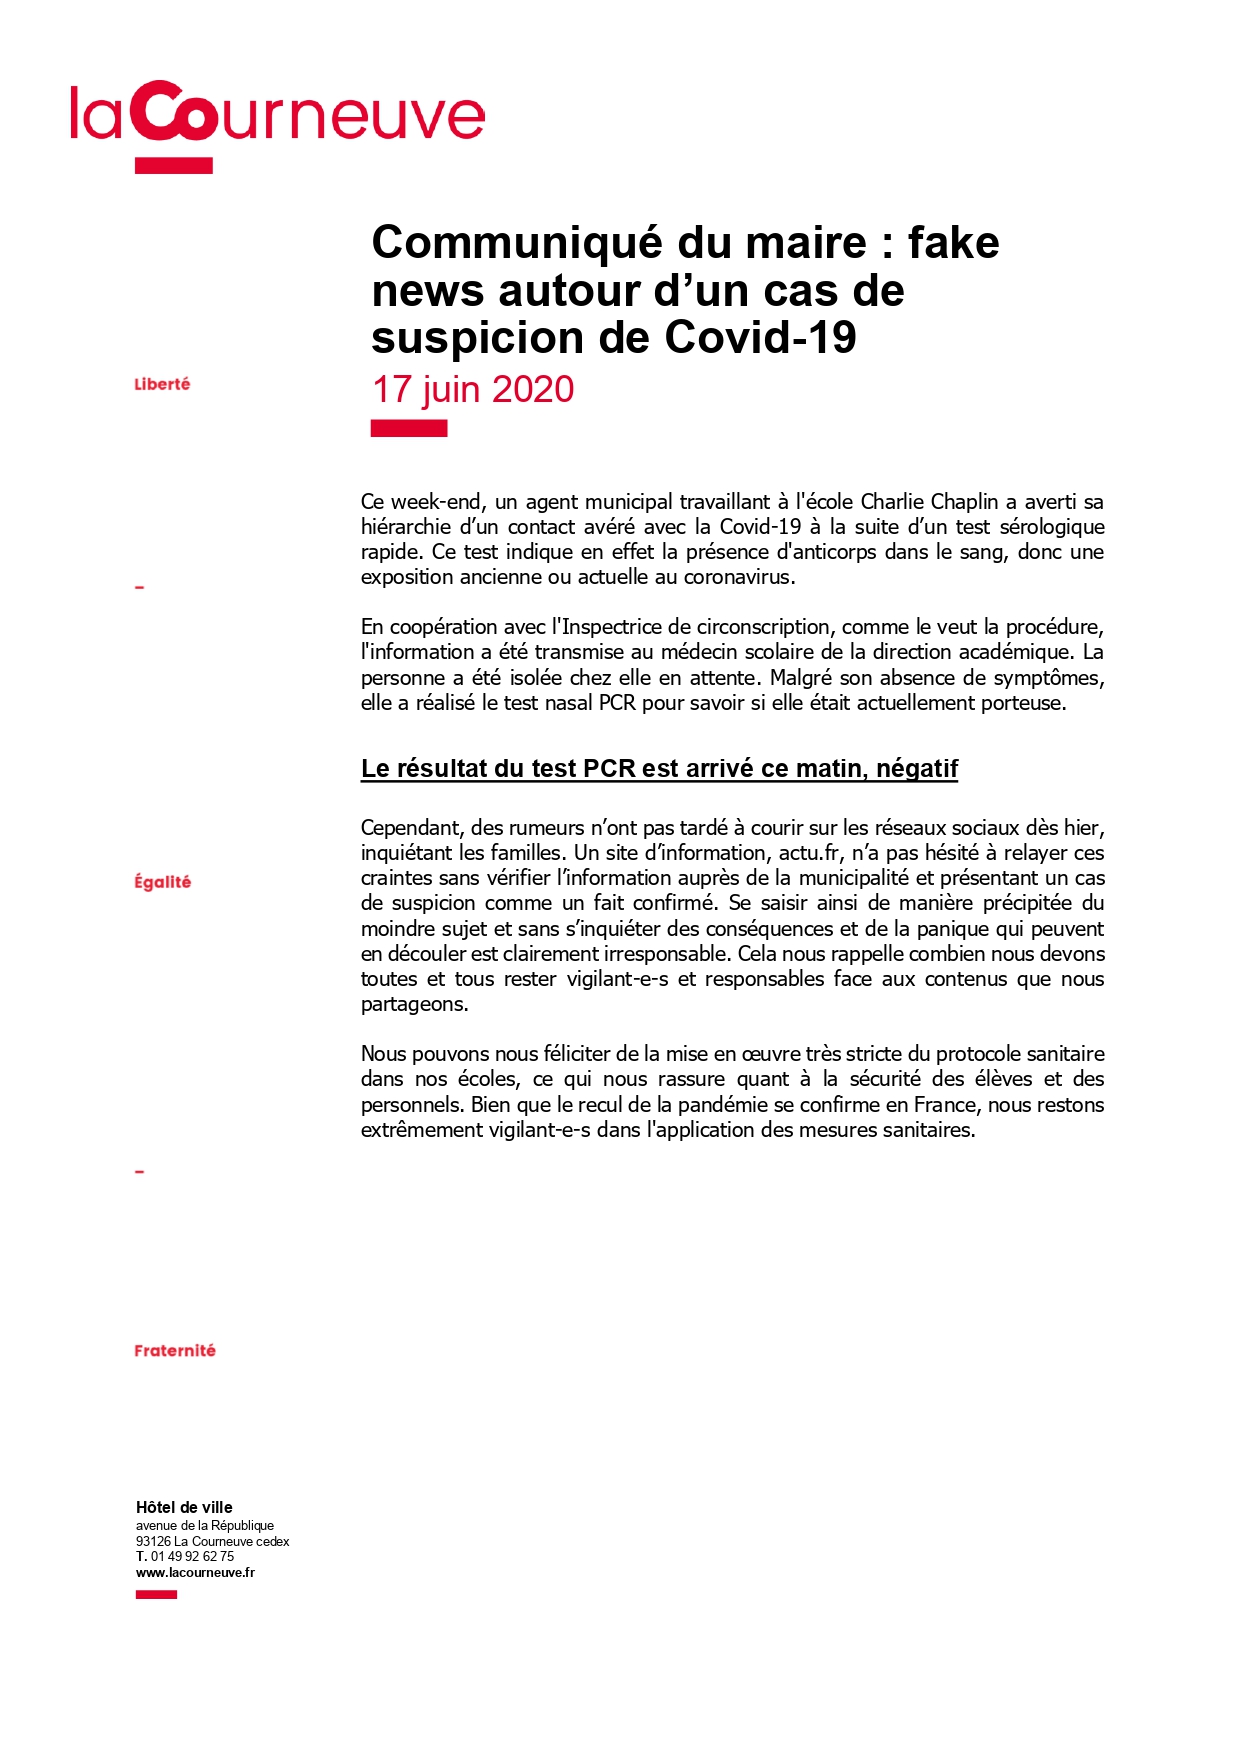 laCourneuve
Communiqué du maire : fake
news autour d’un cas de
suspicion de Covid-19
17 juin 2020
Liberté
Ce week-end, un agent municipal travaillant à l'école Charlie Chaplin a averti sa
hiérarchie d’un contact avéré avec la Covid-19 à la suite d’un test sérologique
rapide. Ce test indique en effet la présence d'anticorps dans le sang, donc une
exposition ancienne ou actuelle au coronavirus.
–
En coopération avec l'Inspectrice de circonscription, comme le veut la procédure,
l'information a été transmise au médecin scolaire de la direction académique. La
personne a été isolée chez elle en attente. Malgré son absence de symptômes,
elle a réalisé le test nasal PCR pour savoir si elle était actuellement porteuse.
Le résultat du test PCR est arrivé ce matin, négatif
Cependant, des rumeurs n’ont pas tardé à courir sur les réseaux sociaux dès hier,
inquiétant les familles. Un site d’information, actu.fr, n’a pas hésité à relayer ces
craintes sans vérifier l’information auprès de la municipalité et présentant un cas
de suspicion comme un fait confirmé. Se saisir ainsi de manière précipitée du
moindre sujet et sans s’inquiéter des conséquences et de la panique qui peuvent
en découler est clairement irresponsable. Cela nous rappelle combien nous devons
toutes et tous rester vigilant-e-s et responsables face aux contenus que nous
partageons.
Égalité
Nous pouvons nous féliciter de la mise en œuvre très stricte du protocole sanitaire
dans nos écoles, ce qui nous rassure quant à la sécurité des élèves et des
personnels. Bien que le recul de la pandémie se confirme en France, nous restons
extrêmement vigilant-e-s dans l'application des mesures sanitaires.
–
Fraternité
Hôtel de ville
avenue de la République
93126 La Courneuve cedex
T. 01 49 92 62 75
www.lacourneuve.fr